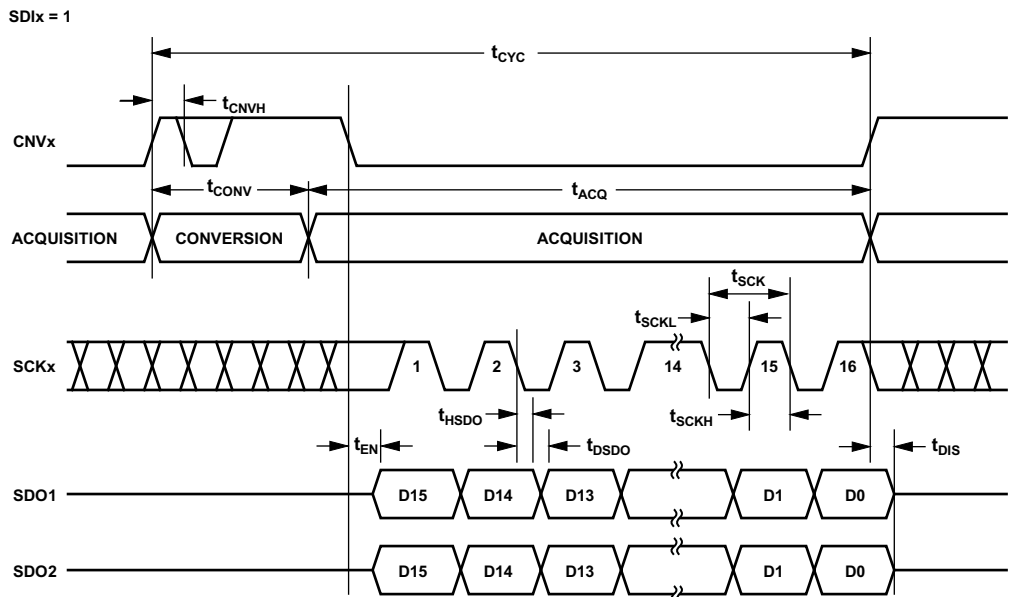 SDIx = 1
tCYC
tCNVH
CNVx
tCONV
tACQ
ACQUISITION
CONVERSION
ACQUISITION
tSCK
tSCKL
SCKx
1
2
3
14
15
16
tHSDO
tSCKH
tEN
tDSDO
tDIS
SDO1
D15
D14
D13
D1
D0
SDO2
D15
D14
D13
D1
D0